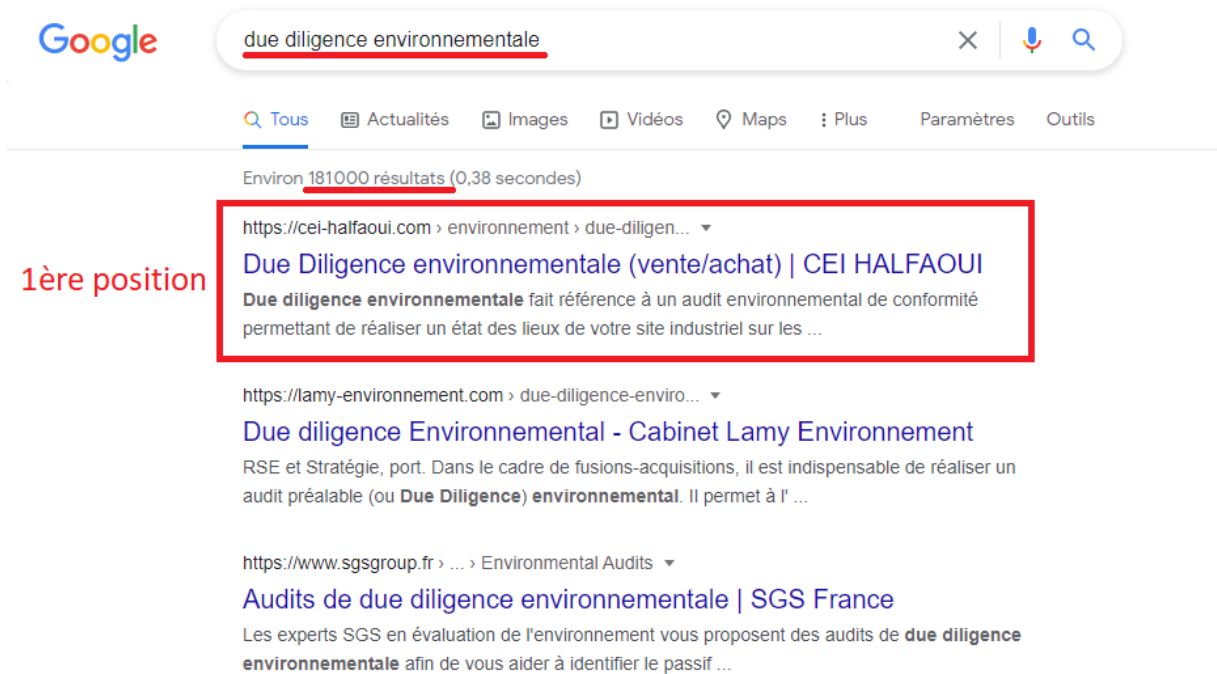 Google due diligence environnementale
Tous Actualités Images Vidéos Maps Plus Paramètres Outils
Environ 181000 résultats (0,38 secondes)
https://cei-halfaoui.com › environnement › due-diligen...
1ère position
Due Diligence environnementale (vente/achat) | CEI HALFAOUI
Due diligence environnementale fait référence à un audit environnemental de conformité
permettant de réaliser un état des lieux de votre site industriel sur les ...
https://lamy-environnement.com › due-diligence-enviro...
Due diligence Environnemental - Cabinet Lamy Environnement
RSE et Stratégie, port. Dans le cadre de fusions-acquisitions, il est indispensable de réaliser un
audit préalable (ou Due Diligence) environnemental. Il permet à l' ...
https://www.sgsgroup.fr › ... › Environmental Audits
Audits de due diligence environnementale | SGS France
Les experts SGS en évaluation de l'environnement vous proposent des audits de due diligence
environnementale afin de vous aider à identifier le passif ...